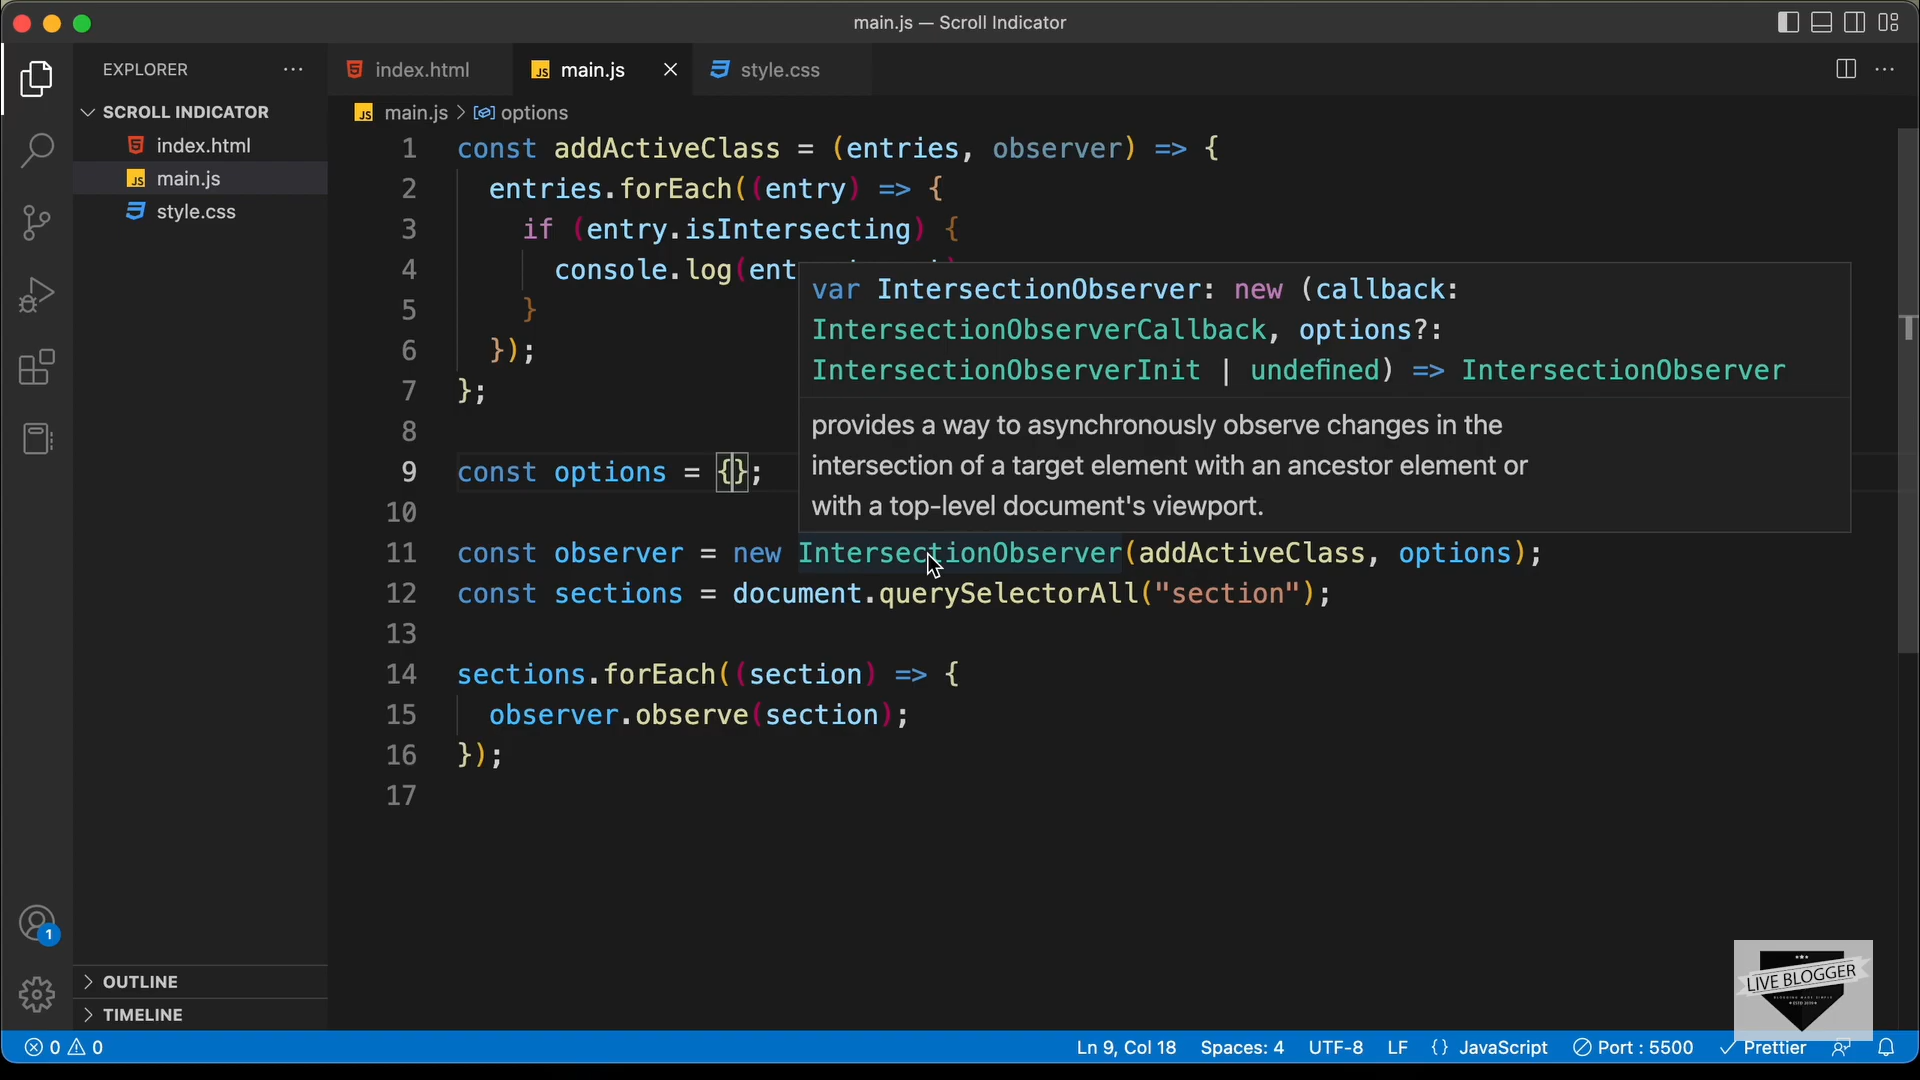 main.js — Scroll Indicator
EXPLORER
index.html
main.js
style.css
SCROLL INDICATOR
index.html
main.js
style.css
main.js > options
1 const addActiveClass = (entries, observer) => {
2 entries.forEach((entry) => {
3 if (entry.isIntersecting) {
4 console.log(ent
5 }
6 });
7 };
8
9 const options = {};
10
11 const observer = new IntersectionObserver(addActiveClass, options);
12 const sections = document.querySelectorAll("section");
13
14 sections.forEach((section) => {
15 observer.observe(section);
16 });
17
var IntersectionObserver: new (callback:
IntersectionObserverCallback, options?:
IntersectionObserverInit | undefined) => IntersectionObserver
provides a way to asynchronously observe changes in the
intersection of a target element with an ancestor element or
with a top-level document's viewport.
1
OUTLINE
TIMELINE
LIVE BLOGGER
0 0
Ln 9, Col 18 Spaces: 4 UTF-8 LF {} JavaScript Port : 5500 Prettier